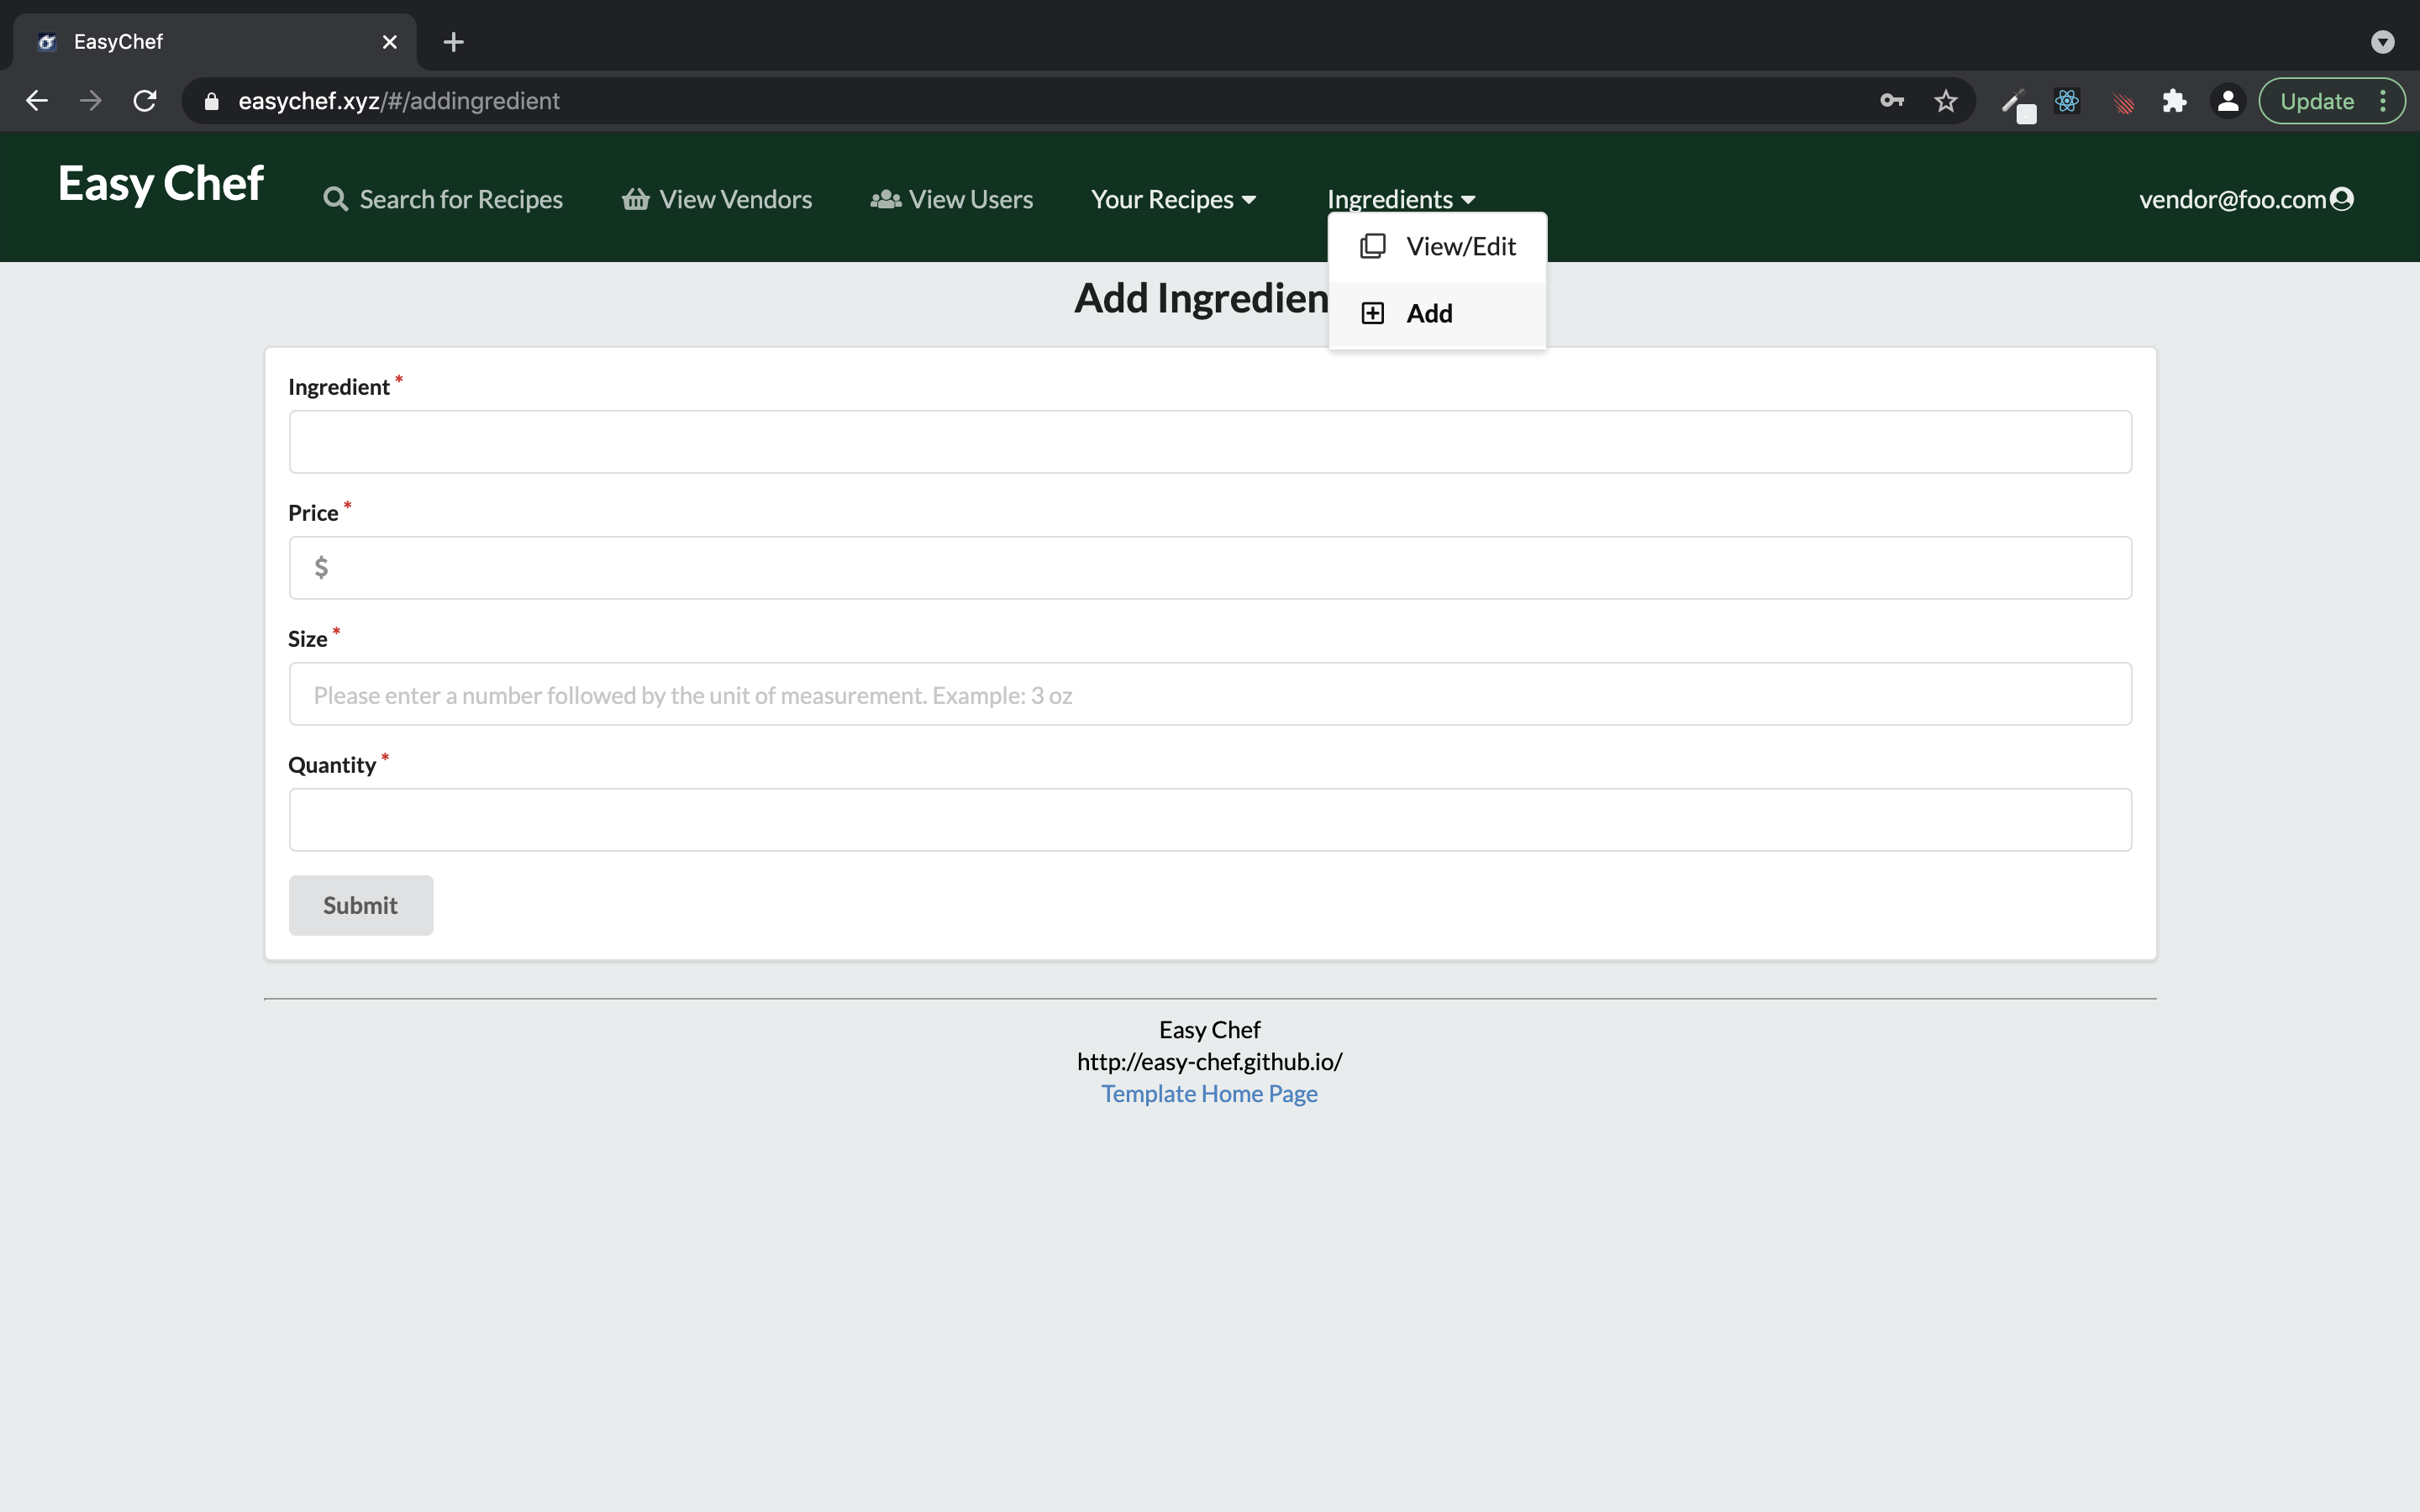 EasyChef
easychef.xyz/#/addingredient
Update
Easy Chef
Search for Recipes
View Vendors
View Users
Your Recipes
Ingredients
vendor@foo.com
View/Edit
Add
Add Ingredien
Ingredient *
Price *
$
Size *
Please enter a number followed by the unit of measurement. Example: 3 oz
Quantity *
Submit
Easy Chef
http://easy-chef.github.io/
Template Home Page